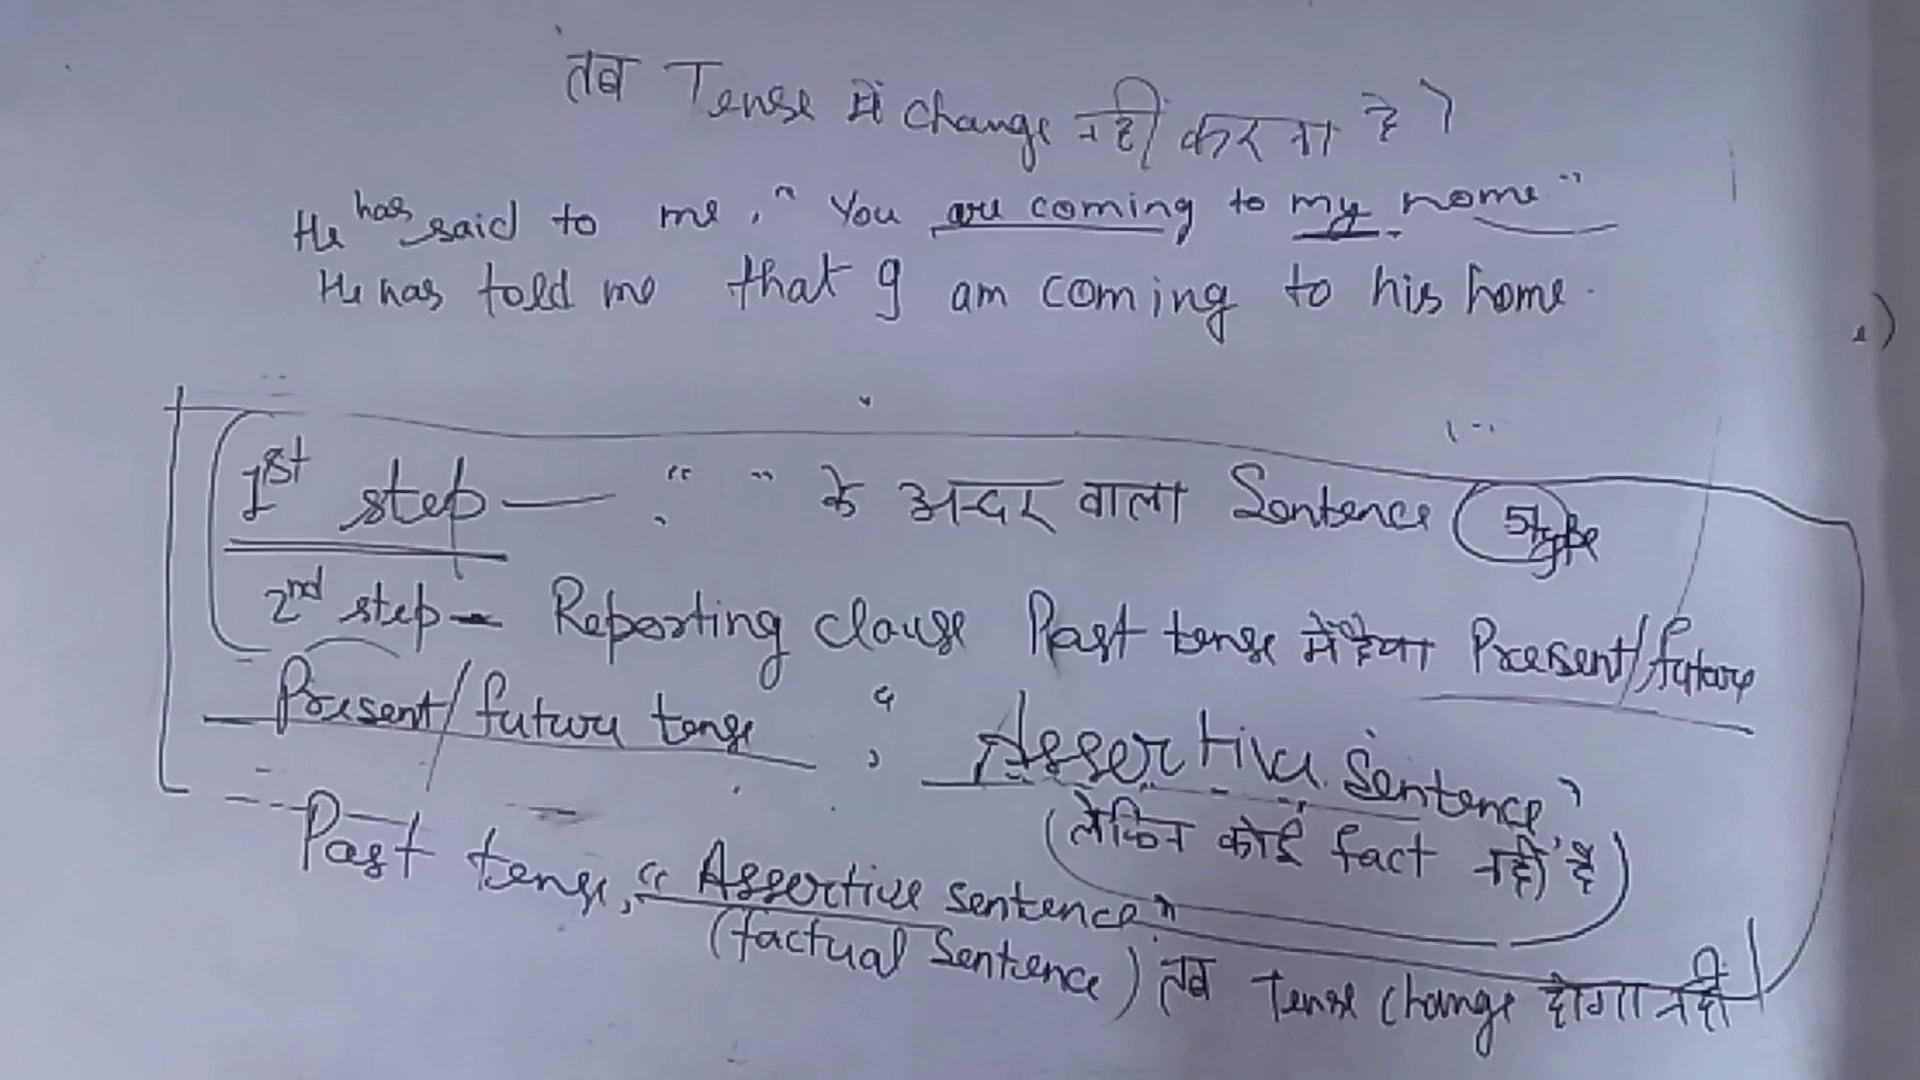 तब Tense में change नही करना है?
He has said to me, " You are coming to my home "
He has told me that I am coming to his home.
1st step — " " के अन्दर वाला Sentence 5 type
2nd step - Reporting clause Past tense में है या Present/future
Present/future tense , " Assertive Sentence "
(लेकिन कोई fact नही है)
Past tense, " Assertive sentence "
(factual Sentence) तब Tense change होगा नही